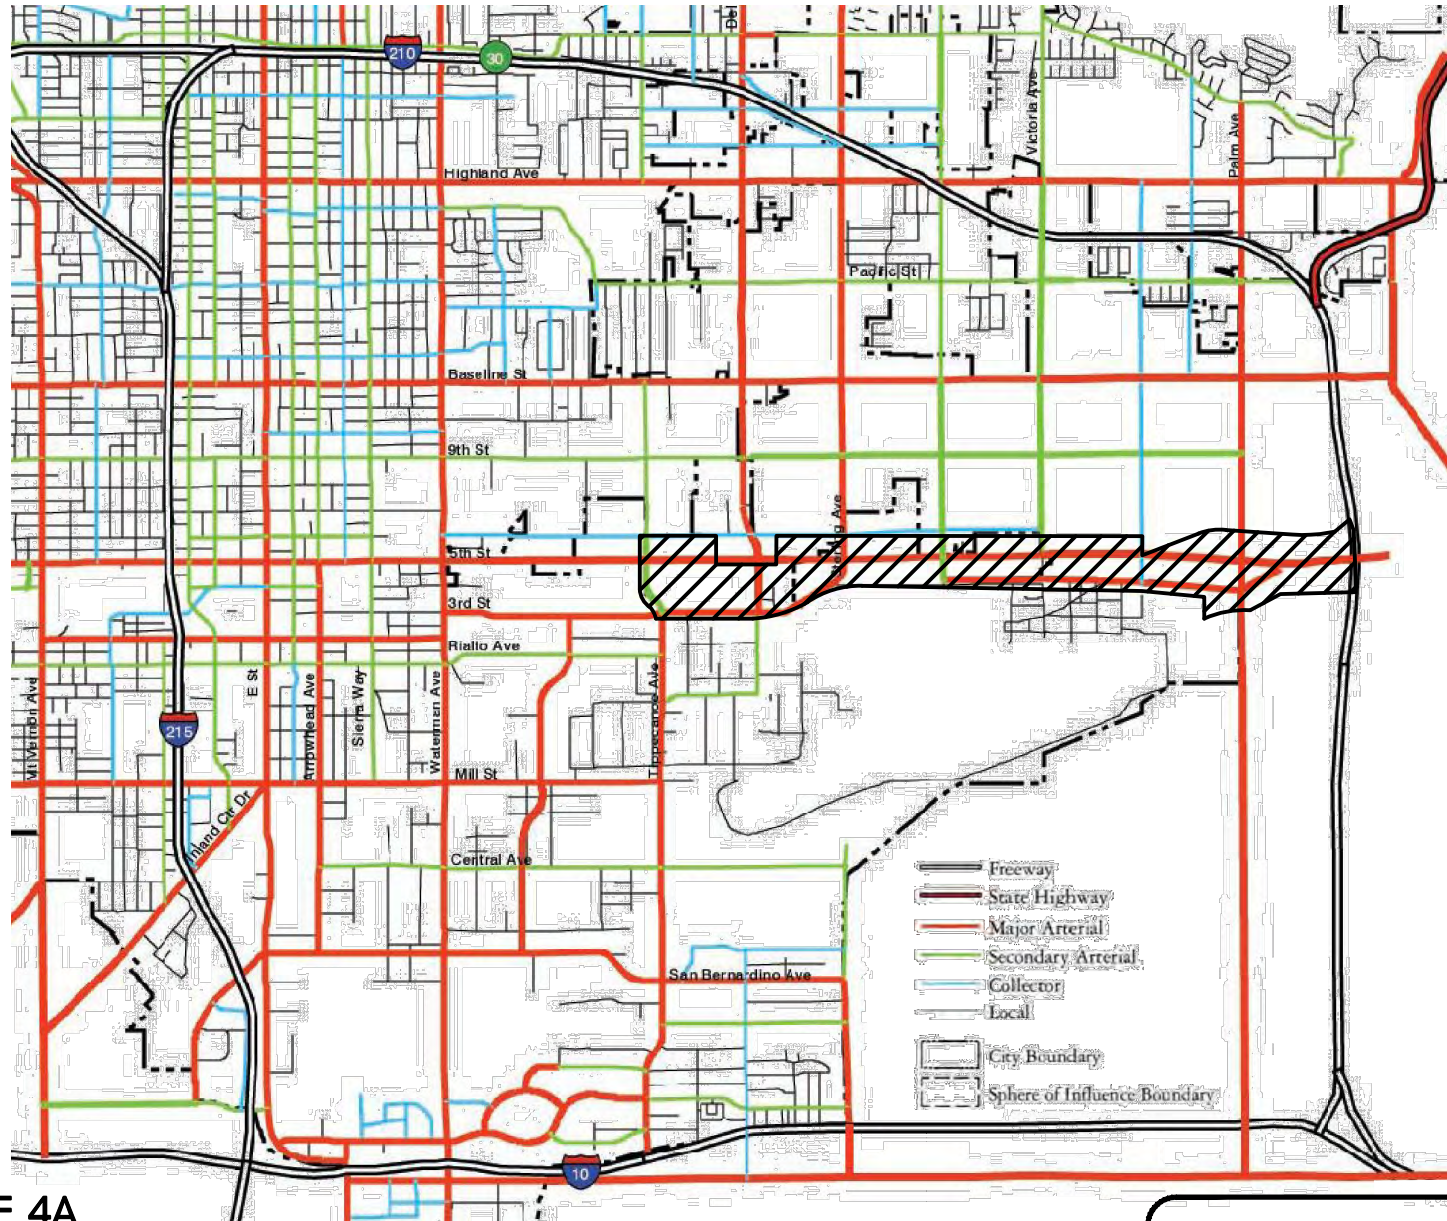 Del
210
30
Victoria Ave
Palm Ave
Highland Ave
Pacific St
Baseline St
9th St
5th St
3rd St
Rialto Ave
Mt Vernon Ave
E St
Arrowhead Ave
Sierra Way
Waterman Ave
Tippecanoe Ave
215
Mill St
Inland Ctr Dr
Central Ave
San Bernardino Ave
Freeway
State Highway
Major Arterial
Secondary Arterial
Collector
Local
City Boundary
Sphere of Influence Boundary
10
4A